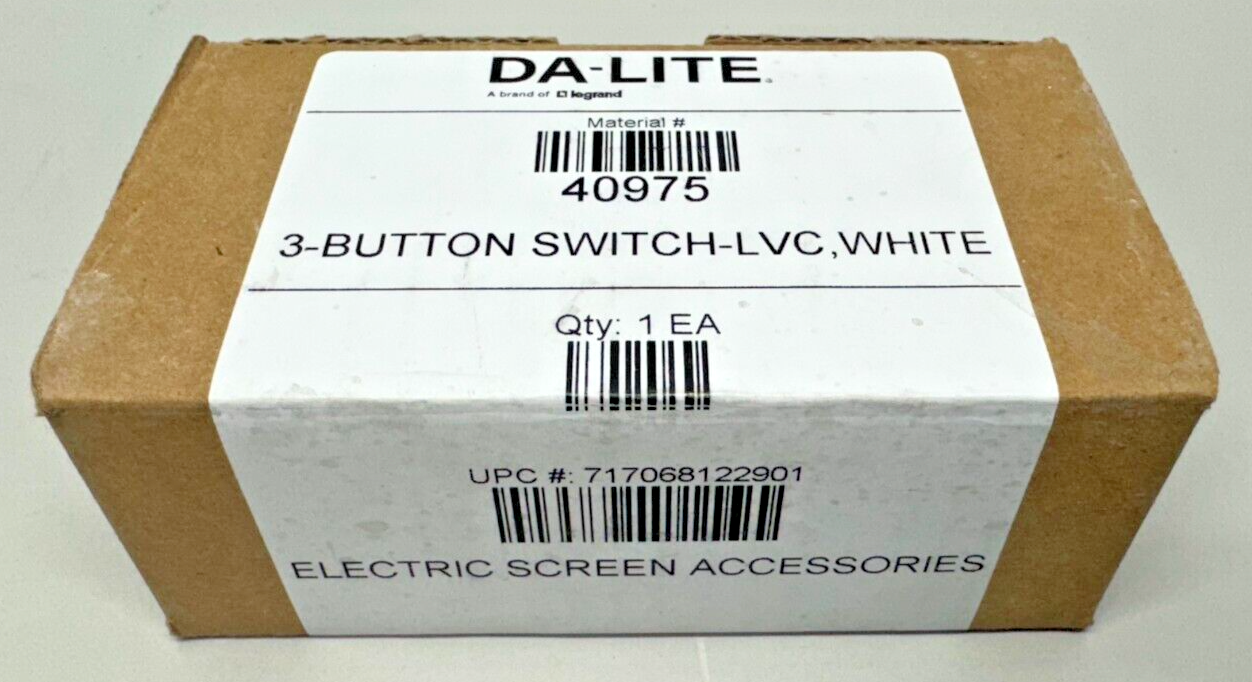 DA-LITE
A brand of legrand
Material #
40975
3-BUTTON SWITCH-LVC,WHITE
Qty: 1 EA
UPC #: 717068122901
ELECTRIC SCREEN ACCESSORIES